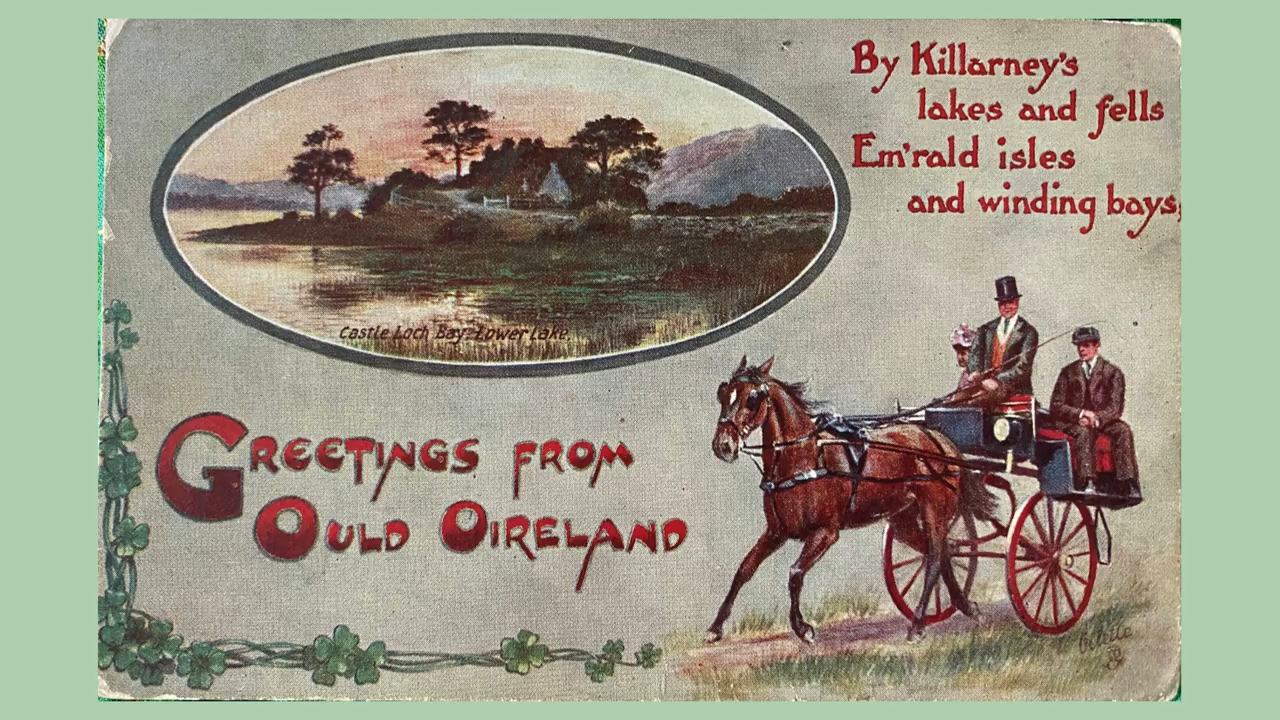 By Killarney's
lakes and fells
Em'rald isles
and winding bays,
Castle Loch Bay, Lower Lake.
GREETINGS FROM
OULD OIRELAND